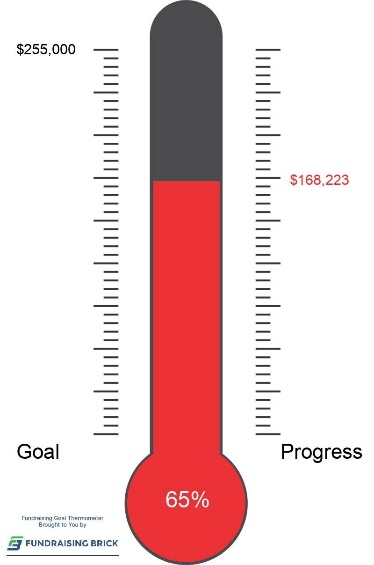 $255,000
$168,223
Goal
Progress
65%
Fundraising Goal Thermometer
Brought to You by
FUNDRAISING BRICK